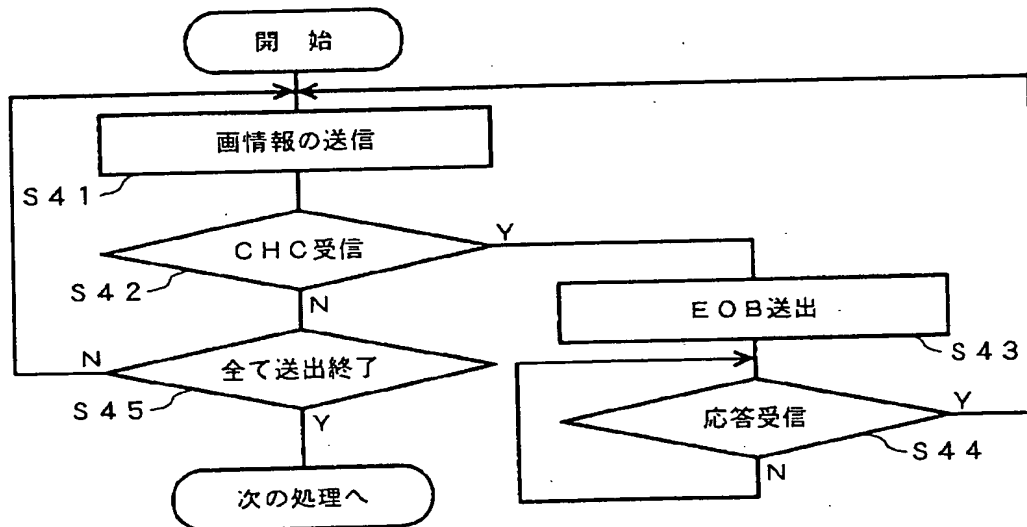 開 始
画情報の送信
S41
CHC受信
Y
S42
N
EOB送出
S43
全て送出終了
N
S45
Y
応答受信
Y
S44
N
次の処理へ